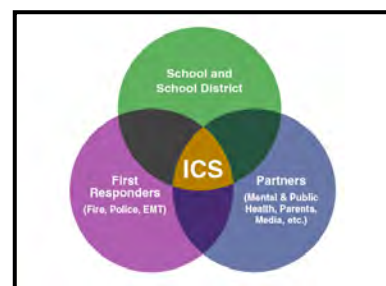 School and
School District
ICS
First
Responders
(Fire, Police, EMT)
Partners
(Mental & Public
Health, Parents,
Media, etc.)